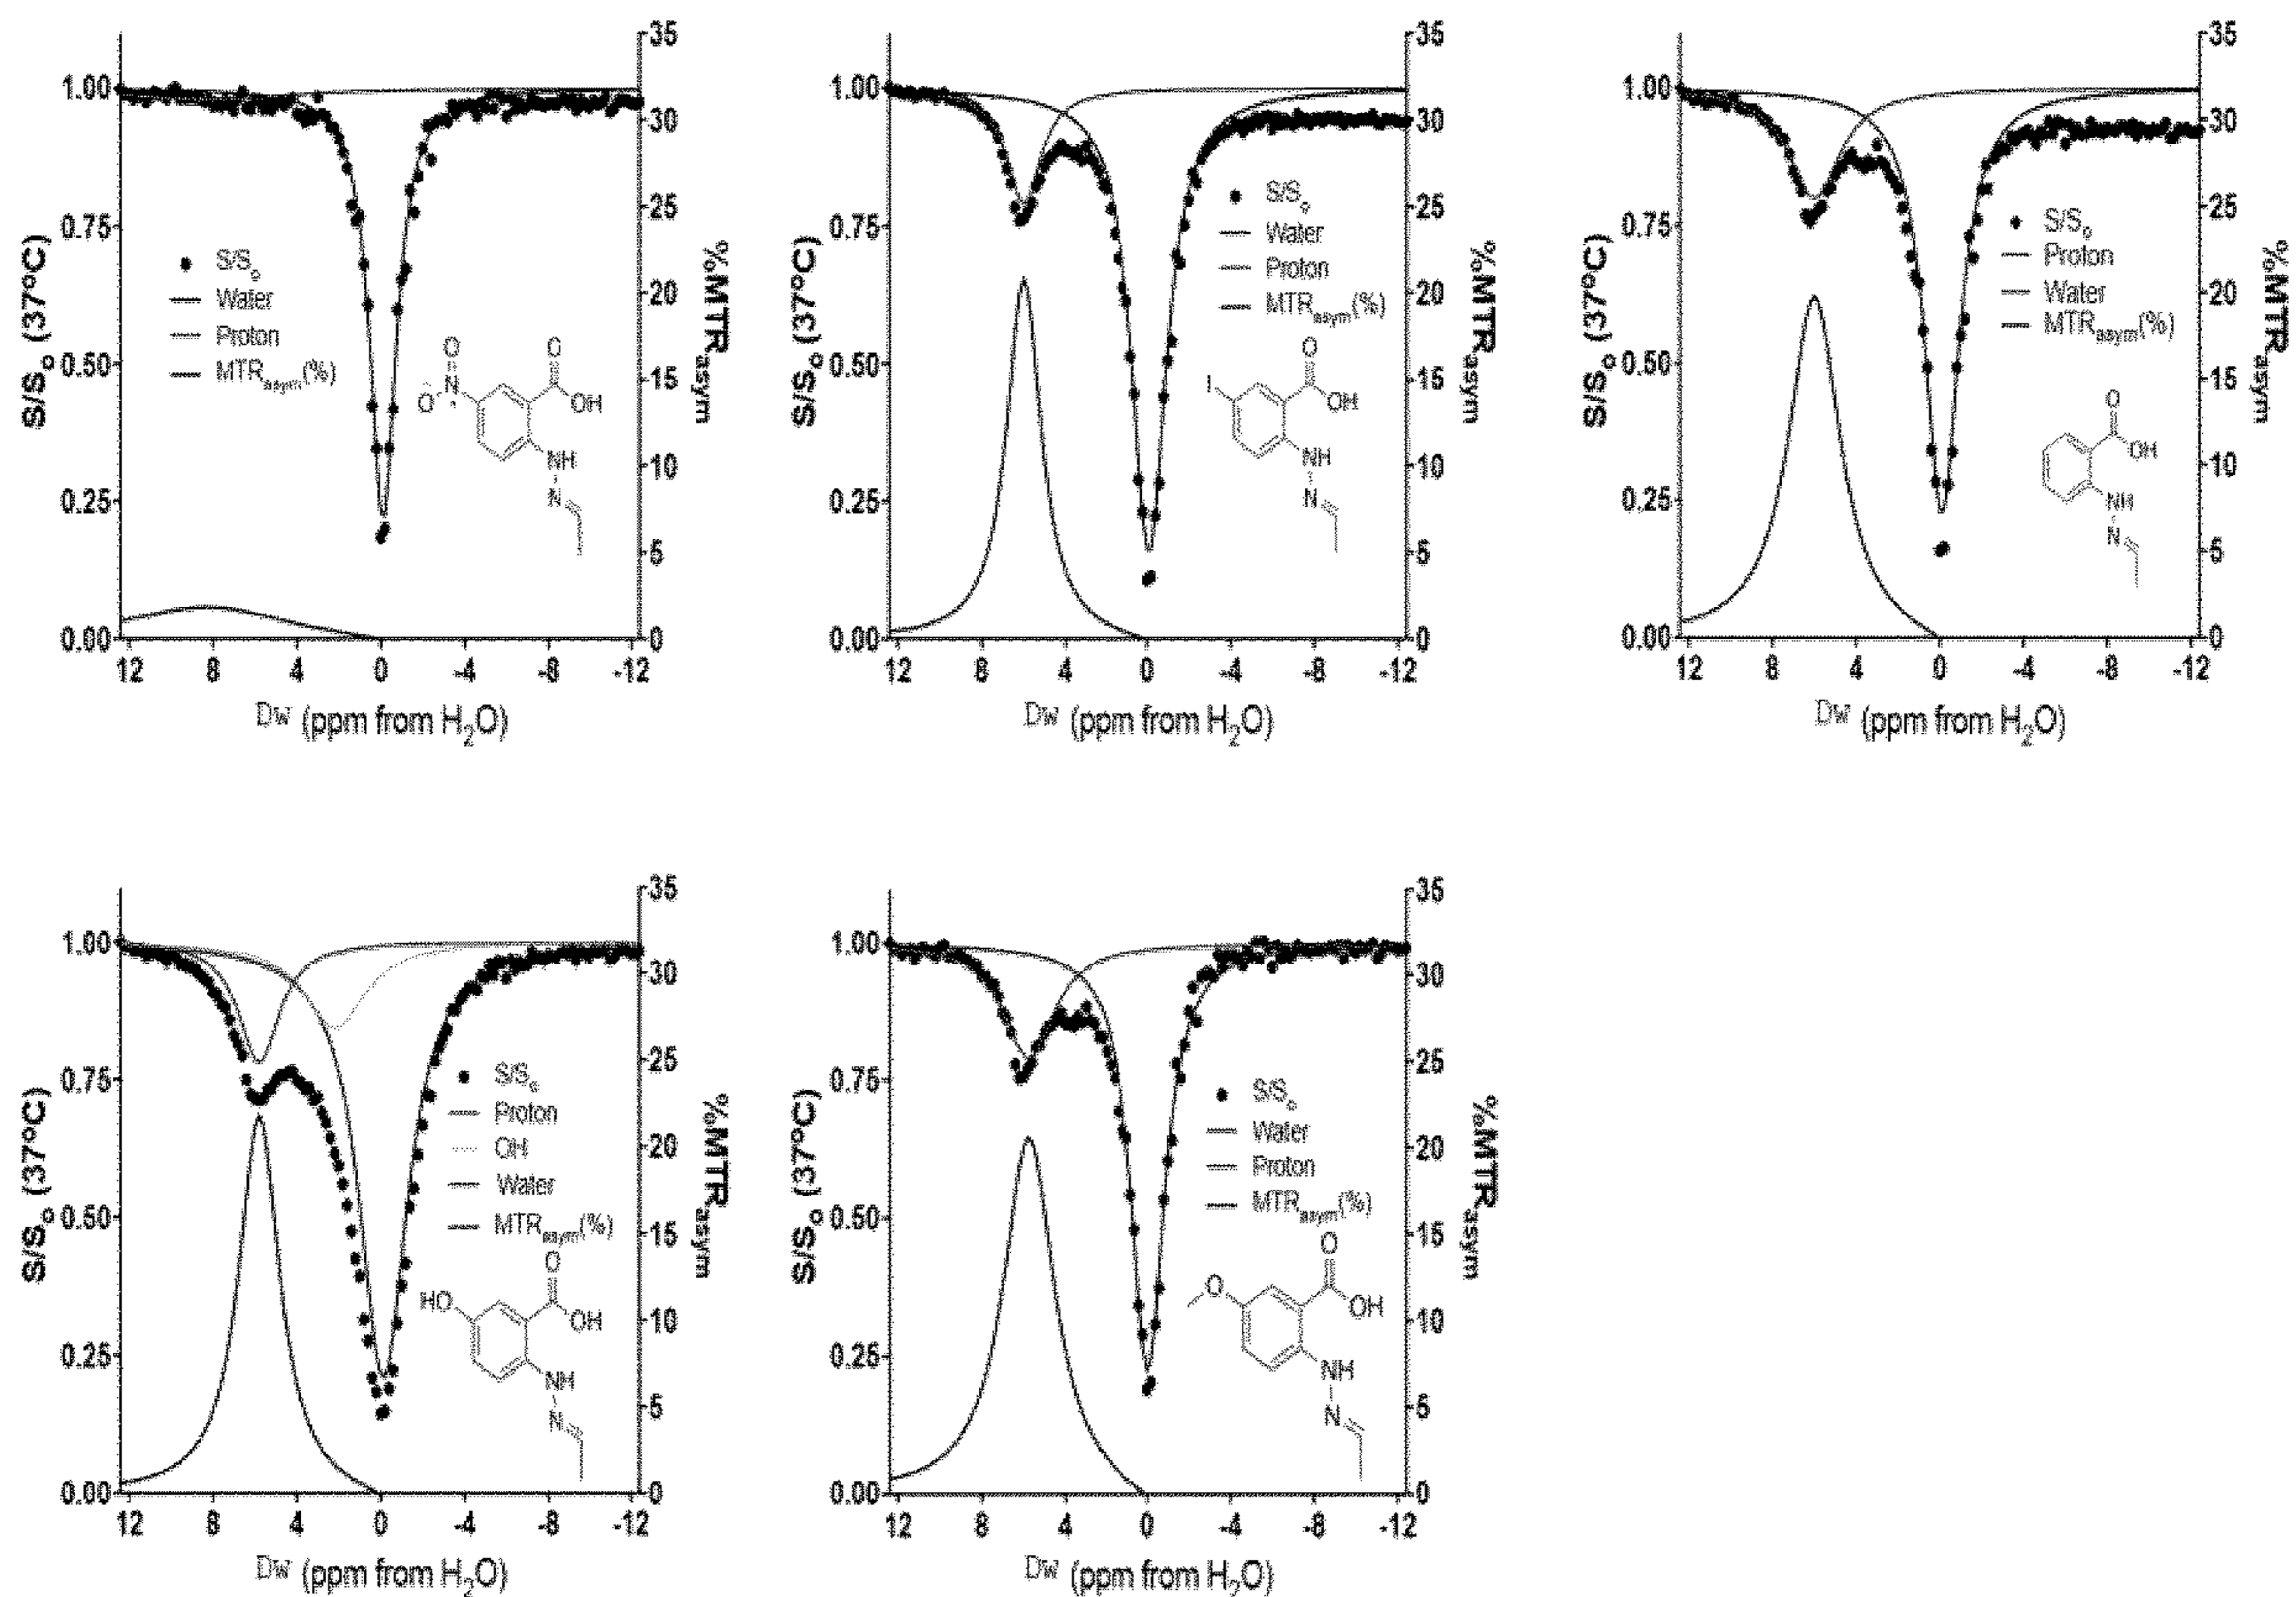 35
30
25
20
15
10
5
0
1.00
0.75
0.50
0.25
0.00
12 8 4 0 -4 -8 -12
S/So (37ºC)
%MTRasym
S/So
Water
Proton
MTRasym(%)
O
N
O
O
OH
NH
N
Dw (ppm from H2O)
35
30
25
20
15
10
5
0
1.00
0.75
0.50
0.25
0.00
12 8 4 0 -4 -8 -12
S/So (37ºC)
%MTRasym
S/So
Water
Proton
MTRasym(%)
I
O
OH
NH
N
Dw (ppm from H2O)
35
30
25
20
15
10
5
0
1.00
0.75
0.50
0.25
0.00
12 8 4 0 -4 -8 -12
S/So (37ºC)
%MTRasym
S/So
Proton
Water
MTRasym(%)
O
OH
NH
N
Dw (ppm from H2O)
35
30
25
20
15
10
5
0
1.00
0.75
0.50
0.25
0.00
12 8 4 0 -4 -8 -12
S/So (37ºC)
%MTRasym
S/So
Proton
OH
Water
MTRasym(%)
HO
O
OH
NH
N
Dw (ppm from H2O)
35
30
25
20
15
10
5
0
1.00
0.75
0.50
0.25
0.00
12 8 4 0 -4 -8 -12
S/So (37ºC)
%MTRasym
S/So
Water
Proton
MTRasym(%)
O
O
OH
NH
N
Dw (ppm from H2O)